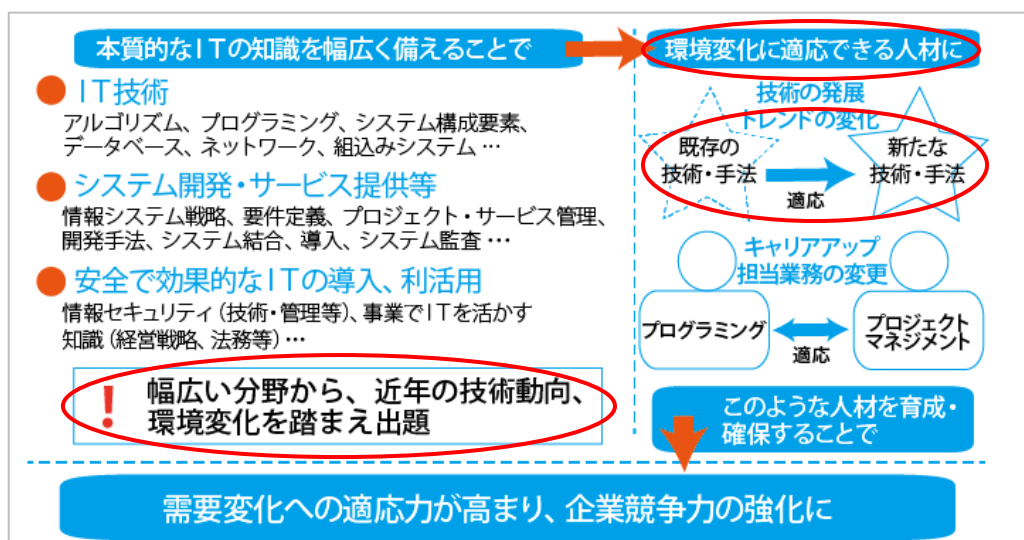 本質的なITの知識を幅広く備えることで
環境変化に適応できる人材に
IT技術
アルゴリズム、プログラミング、システム構成要素、
データベース、ネットワーク、組込みシステム…
システム開発・サービス提供等
情報システム戦略、要件定義、プロジェクト・サービス管理、
開発手法、システム結合、導入、システム監査…
安全で効果的なITの導入、利活用
情報セキュリティ（技術・管理等）、事業でITを活かす
知識（経営戦略、法務等）…
！
幅広い分野から、近年の技術動向、
環境変化を踏まえ出題
技術の発展
トレンドの変化
既存の
技術・手法
適応
新たな
技術・手法
キャリアアップ
担当業務の変更
プログラミング
適応
プロジェクト
マネジメント
このような人材を育成・
確保することで
需要変化への適応力が高まり、企業競争力の強化に